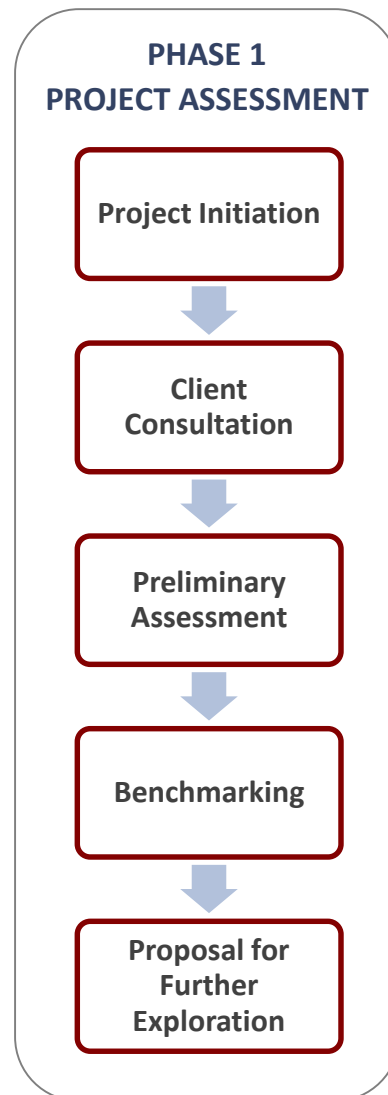 PHASE 1
PROJECT ASSESSMENT
Project Initiation
Client
Consultation
Preliminary
Assessment
Benchmarking
Proposal for
Further
Exploration